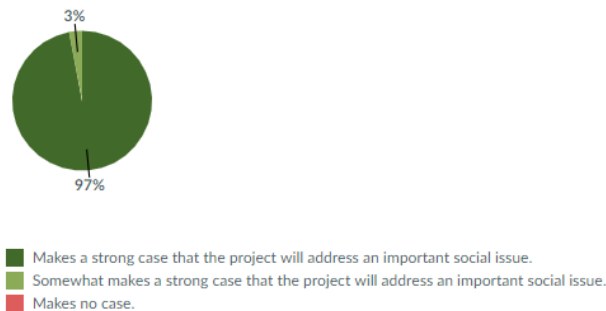 3%
97%
Makes a strong case that the project will address an important social issue.
Somewhat makes a strong case that the project will address an important social issue.
Makes no case.